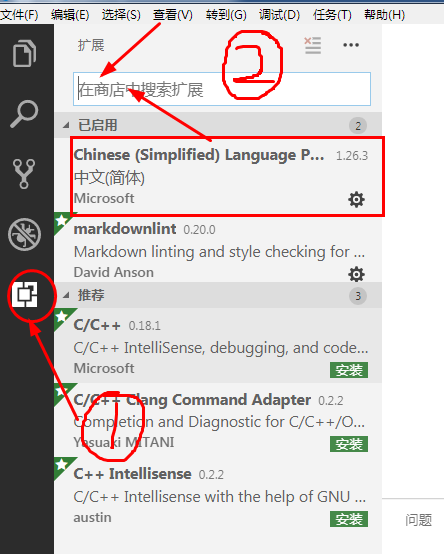 文件(F) 编辑(E) 选择(S) 查看(V) 转到(G) 调试(D) 任务(T) 帮助(H)
扩展
2
在商店中搜索扩展
已启用 2
Chinese (Simplified) Language P... 1.26.3
中文(简体)
Microsoft
markdownlint 0.20.0
Markdown linting and style checking for ...
David Anson
推荐 3
C/C++ 0.18.1
C/C++ IntelliSense, debugging, and code...
Microsoft 安装
C/C++ Clang Command Adapter 0.2.2
Completion and Diagnostic for C/C++/O...
Yasuaki MITANI 安装
1
C++ Intellisense 0.2.2
C/C++ Intellisense with the help of GNU ...
austin 安装
问题